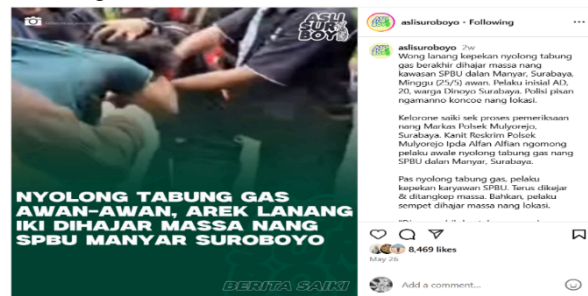 ASLI
SUR
BOYO
NYOLONG TABUNG GAS
AWAN-AWAN, AREK LANANG
IKI DIHAJAR MASSA NANG
SPBU MANYAR SUROBOYO
BERITA SAIKI
aslisuroboyo • Following
aslisuroboyo 2w
Wong lanang kepekan nyolong tabung
gas berakhir dihajar massa nang
kawasan SPBU dalan Manyar, Surabaya,
Minggu (25/5) awan. Pelaku inisial AD,
20, warga Dinoyo Surabaya. Polisi pisan
ngamanno koncoe nang lokasi.
Kelorone saiki sek proses pemeriksaan
nang Markas Polsek Mulyorejo,
Surabaya. Kanit Reskrim Polsek
Mulyorejo Ipda Alfan Alfian ngomong
pelaku awale nyolong tabung gas nang
SPBU dalan Manyar, Surabaya.
Pas nyolong tabung gas, pelaku
kepekan karyawan SPBU. Terus dikejar
& ditangkep massa. Bahkan, pelaku
sempet dihajar massa nang lokasi.
8,469 likes
May 26
Add a comment...